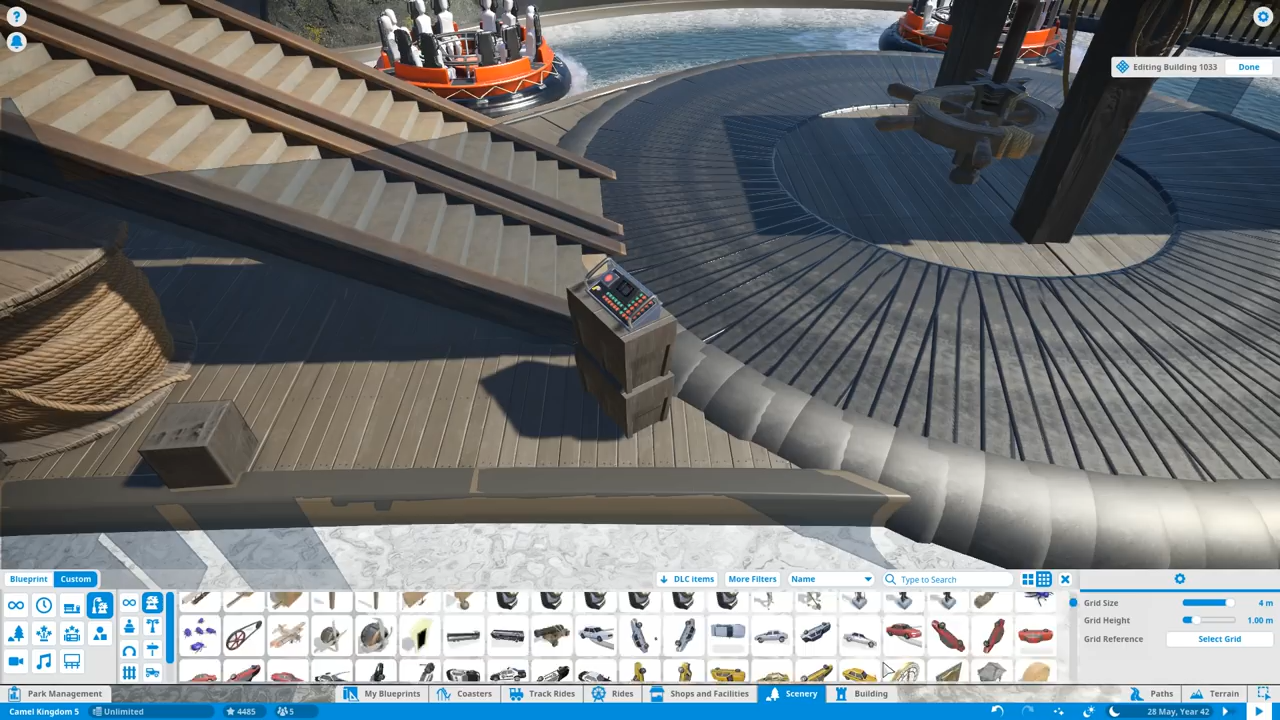 Editing Building 1033 Done
Blueprint Custom
DLC items More Filters Name Type to Search
Grid Size 4 m
Grid Height 1.00 m
Grid Reference Select Grid
Park Management My Blueprints Coasters Track Rides Rides Shops and Facilities Scenery Building Paths Terrain
Camel Kingdom 5 Unlimited 4485 5 28 May, Year 42